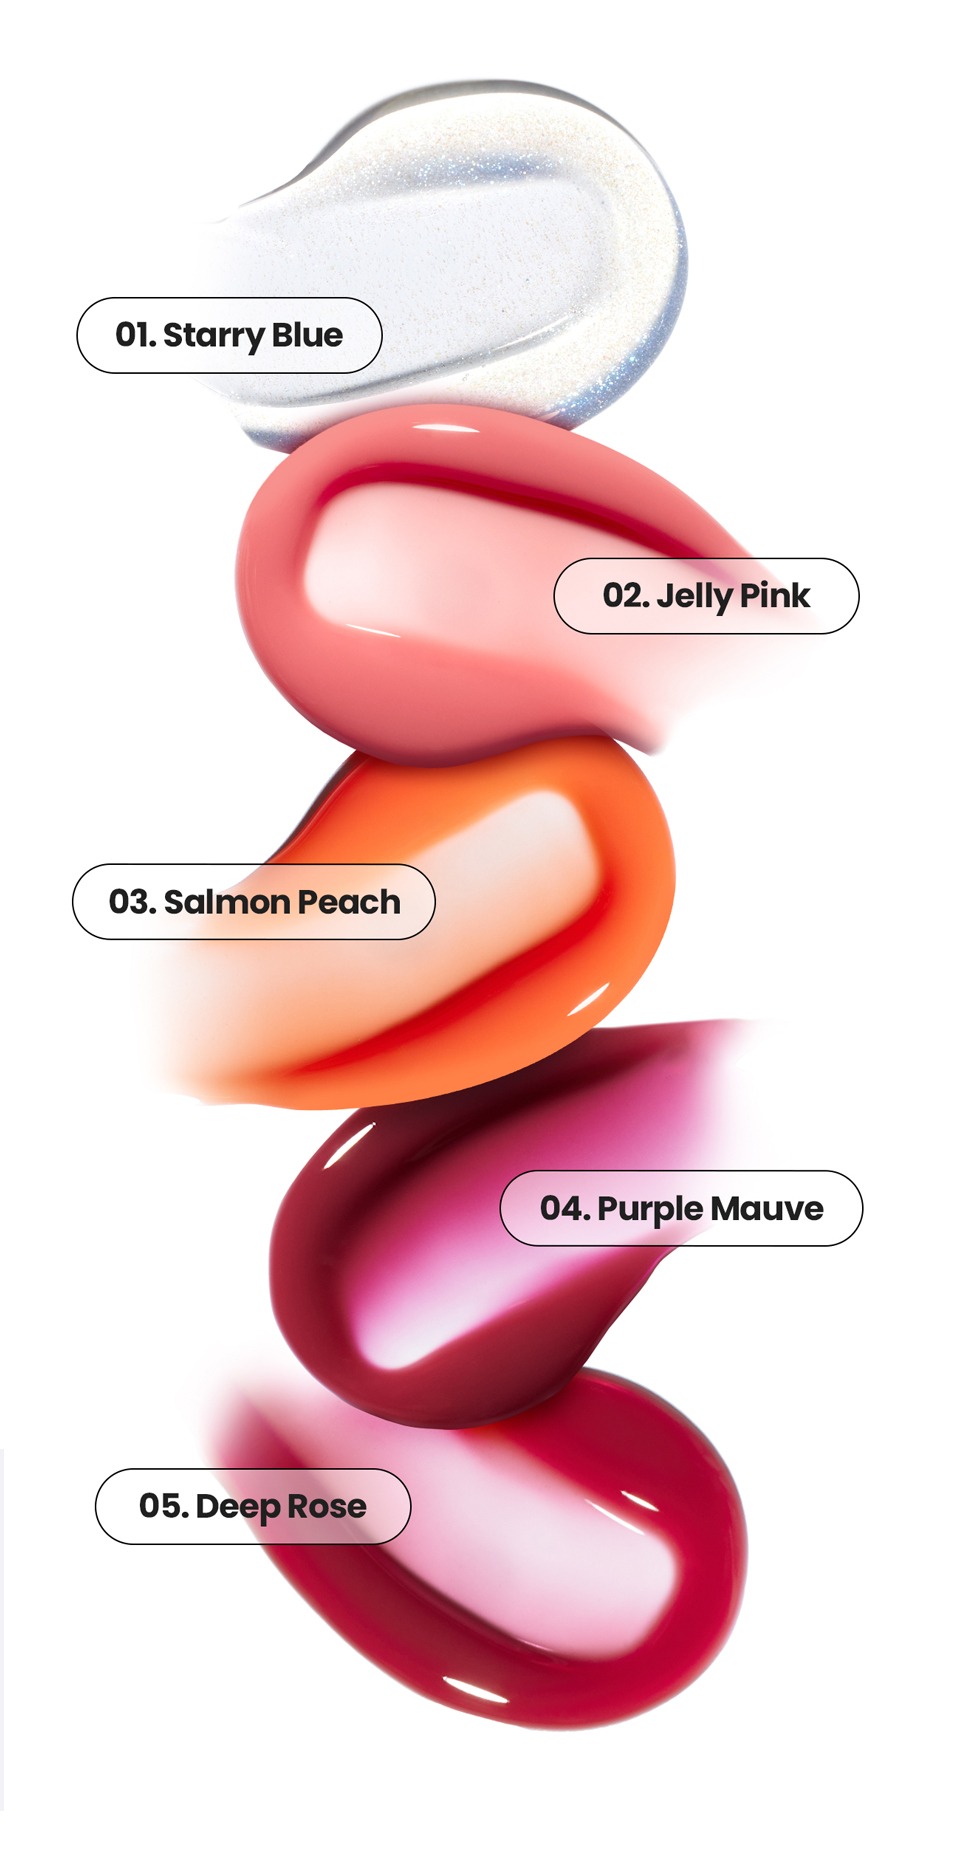 01. Starry Blue
02. Jelly Pink
03. Salmon Peach
04. Purple Mauve
05. Deep Rose